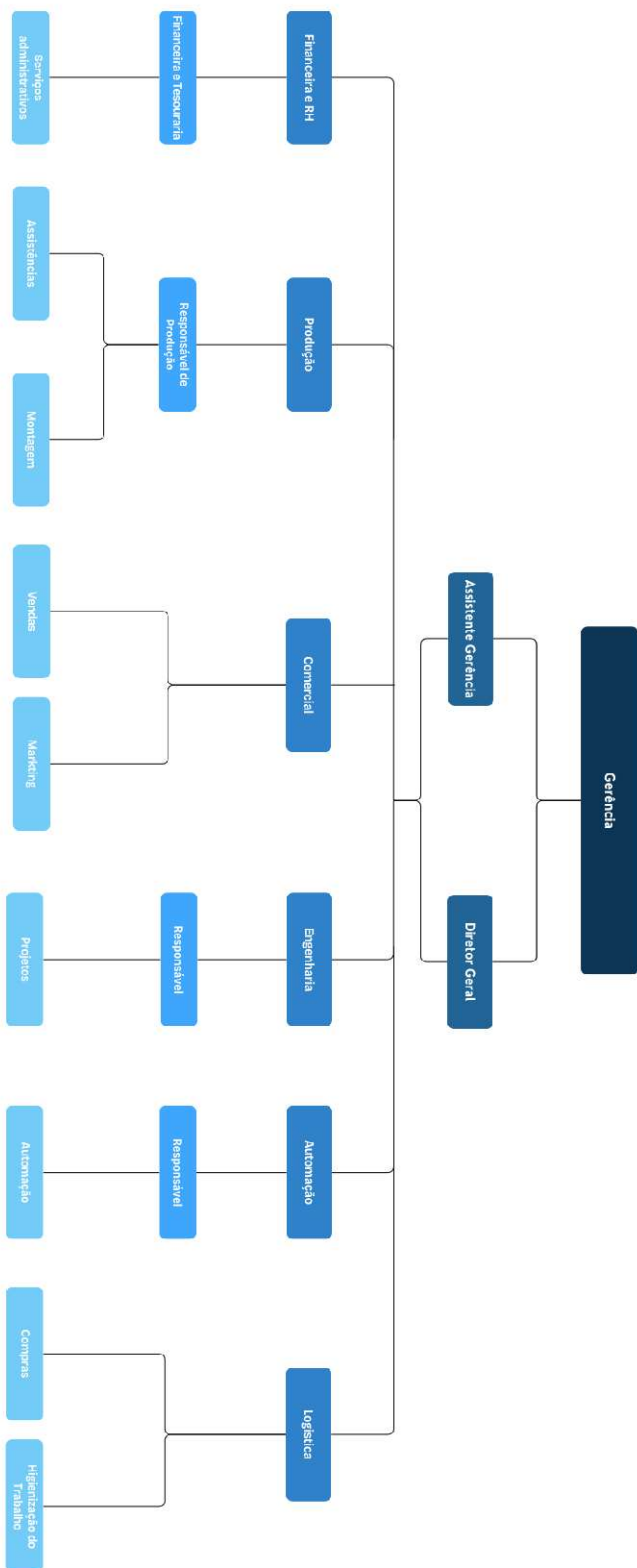 Gerência
Assistente Gerência
Diretor Geral
Financeira e RH
Produção
Comercial
Engenharia
Automação
Logística
Financeira e Tesouraria
Responsável de
Produção
Responsável
Responsável
Serviços
administrativos
Assistências
Montagem
Vendas
Markting
Projetos
Automação
Compras
Higienização do
Trabalho